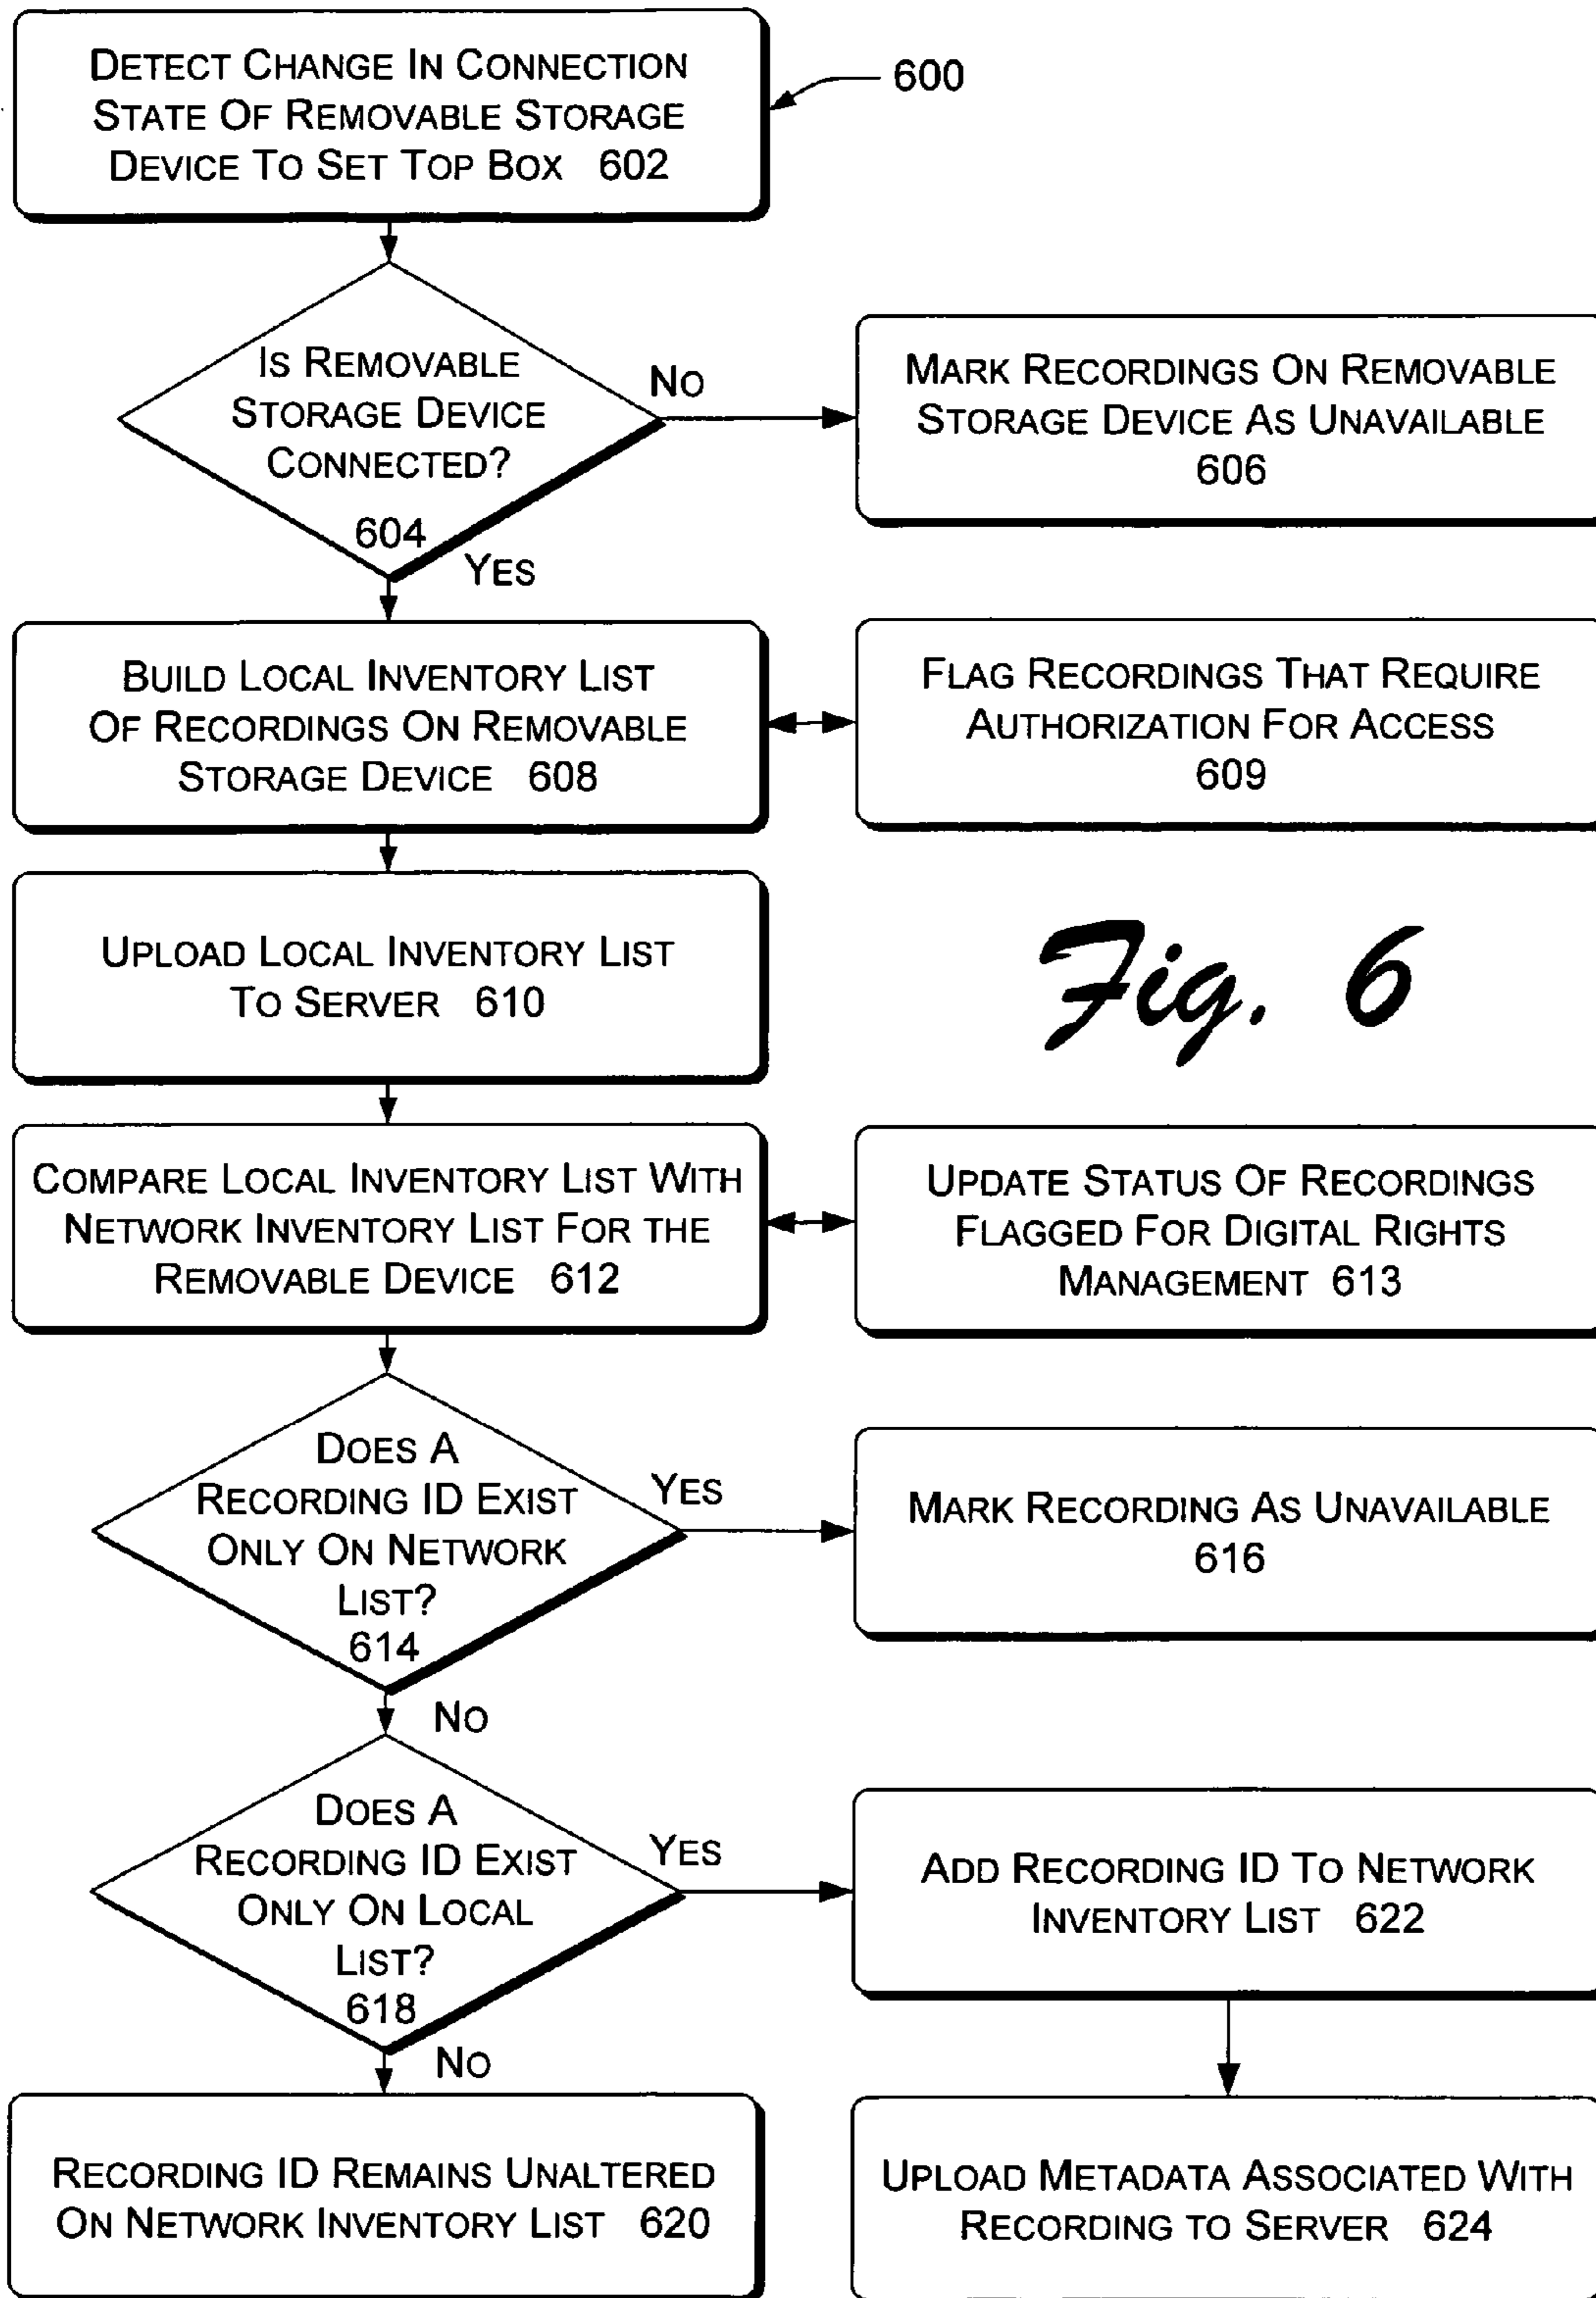 DETECT CHANGE IN CONNECTION
STATE OF REMOVABLE STORAGE
DEVICE TO SET TOP BOX 602
600
IS REMOVABLE
STORAGE DEVICE
CONNECTED?
604
NO
YES
MARK RECORDINGS ON REMOVABLE
STORAGE DEVICE AS UNAVAILABLE
606
BUILD LOCAL INVENTORY LIST
OF RECORDINGS ON REMOVABLE
STORAGE DEVICE 608
FLAG RECORDINGS THAT REQUIRE
AUTHORIZATION FOR ACCESS
609
UPLOAD LOCAL INVENTORY LIST
TO SERVER 610
Fig. 6
COMPARE LOCAL INVENTORY LIST WITH
NETWORK INVENTORY LIST FOR THE
REMOVABLE DEVICE 612
UPDATE STATUS OF RECORDINGS
FLAGGED FOR DIGITAL RIGHTS
MANAGEMENT 613
DOES A
RECORDING ID EXIST
ONLY ON NETWORK
LIST?
614
YES
NO
MARK RECORDING AS UNAVAILABLE
616
DOES A
RECORDING ID EXIST
ONLY ON LOCAL
LIST?
618
YES
NO
ADD RECORDING ID TO NETWORK
INVENTORY LIST 622
RECORDING ID REMAINS UNALTERED
ON NETWORK INVENTORY LIST 620
UPLOAD METADATA ASSOCIATED WITH
RECORDING TO SERVER 624